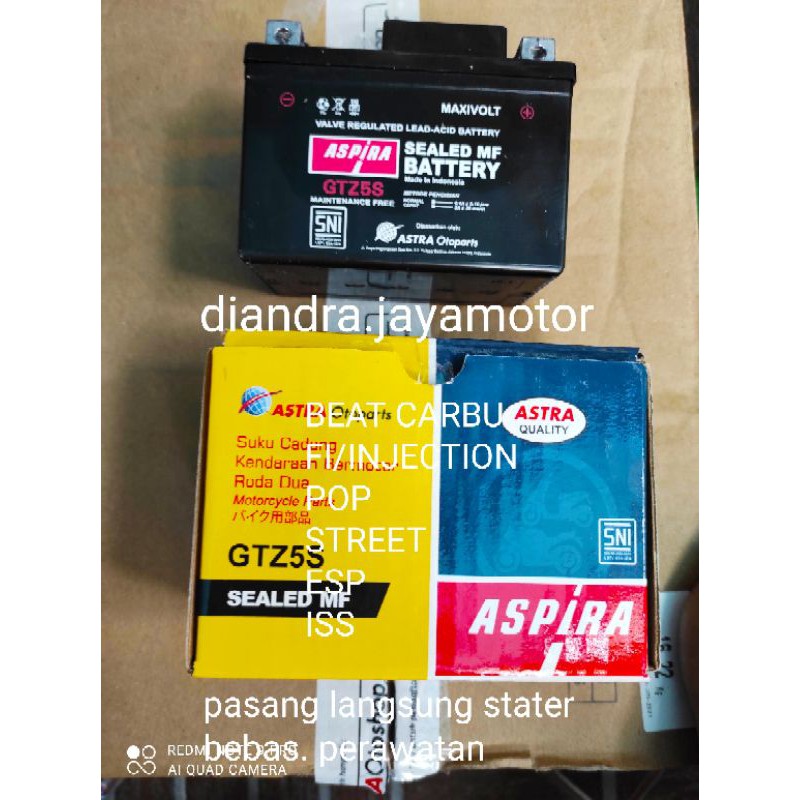 MAXIVOLT
VALVE REGULATED LEAD-ACID BATTERY
ASPIRA
SEALED MF
BATTERY
Made in Indonesia
GTZ5S
MAINTENANCE FREE
SNI
ASTRA Otoparts
diandra.jayamotor
ASTRA Otoparts
BEAT CARBU
FI/INJECTION
POP
STREET
ESP
ISS
Suku Cadang
Kendaraan Bermotor
Roda Dua
Motorcycle Parts
バイク用部品
GTZ5S
SEALED MF
ASTRA
QUALITY
SNI
ASPIRA
pasang langsung stater
bebas. perawatan
REDMI NOTE 9 PRO
AI QUAD CAMERA